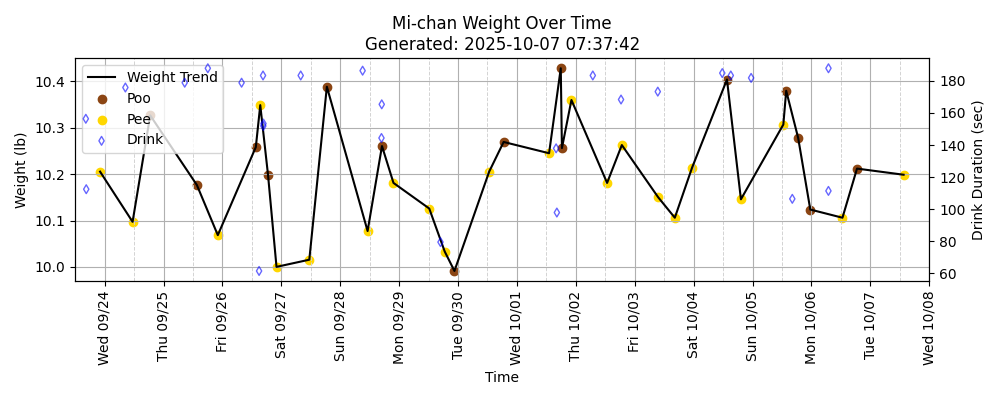 Mi-chan Weight Over Time
Generated: 2025-10-07 07:37:42
Weight (lb)
10.4
10.3
10.2
10.1
10.0
Weight Trend
Poo
Pee
Drink
180
160
140
120
100
80
60
Drink Duration (sec)
Wed 09/24
Thu 09/25
Fri 09/26
Sat 09/27
Sun 09/28
Mon 09/29
Tue 09/30
Wed 10/01
Thu 10/02
Fri 10/03
Sat 10/04
Sun 10/05
Mon 10/06
Tue 10/07
Wed 10/08
Time